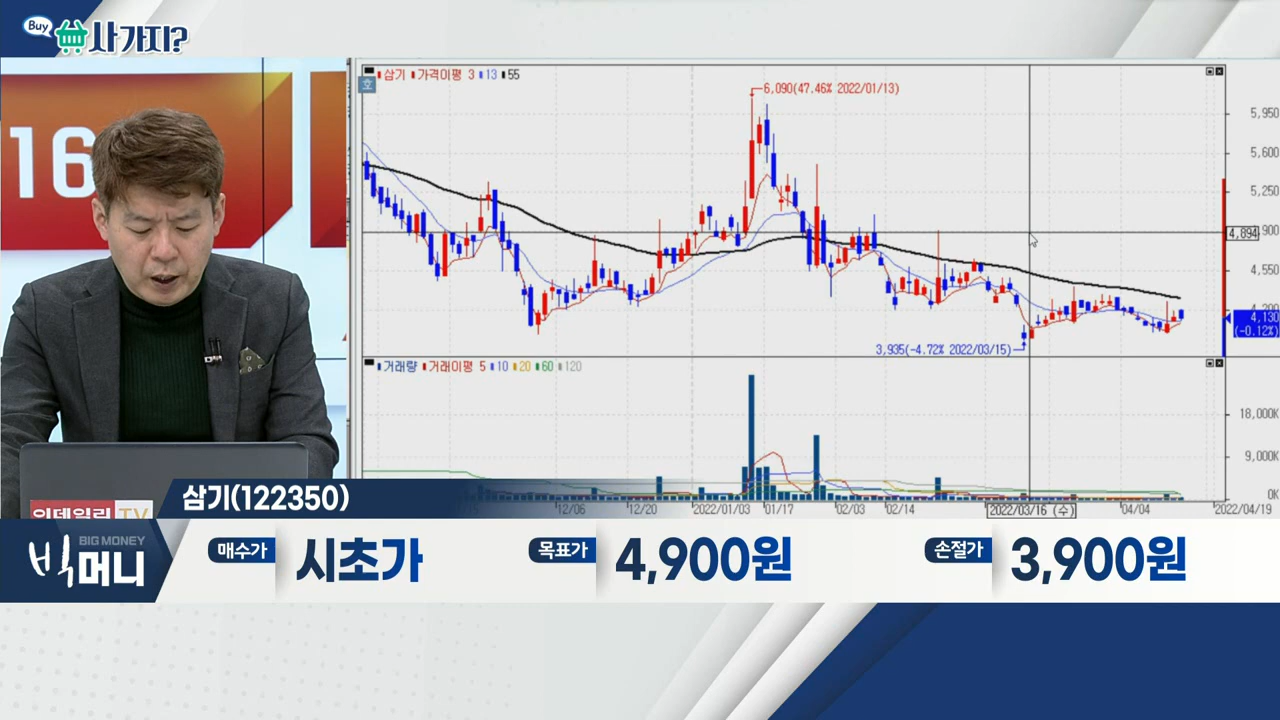 Buy
사 가지?
16
삼기 가격이평 3 13 55
6,090(47.46% 2022/01/13)
5,950
5,600
5,250
4,894
4,550
4,200
4,130
(-0.12%)
3,935(-4.72% 2022/03/15)
거래량 거래이평 5 10 20 60 120
18,000K
9,000K
0K
12/06 12/20 2022/01/03 01/17 02/03 02/14 2022/03/16 (수) 04/04 2022/04/19
삼기(122350)
이데일리 TV
BIG MONEY
빅머니
매수가 시초가 목표가 4,900원 손절가 3,900원